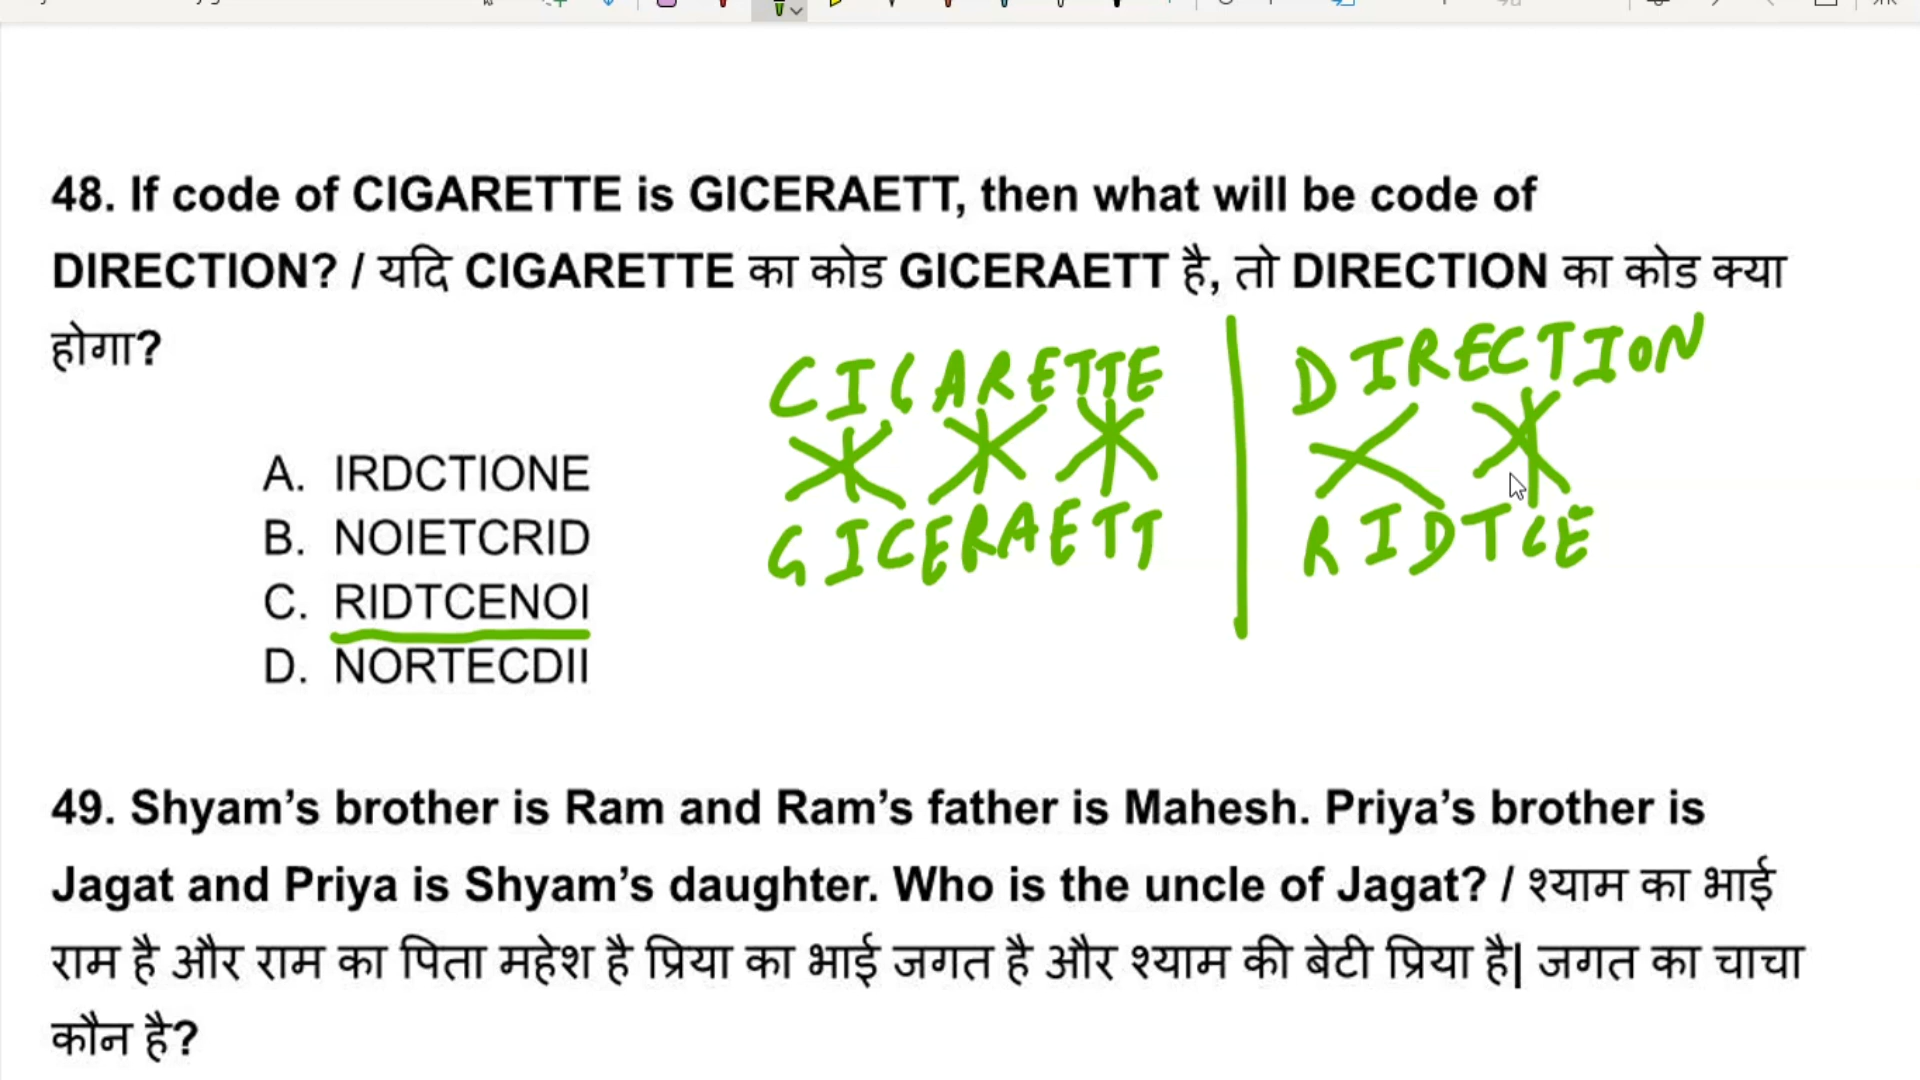 48. If code of CIGARETTE is GICERAETT, then what will be code of
DIRECTION? / यदि CIGARETTE का कोड GICERAETT है, तो DIRECTION का कोड क्या
होगा?
CIGARETTE
DIRECTION
GICERAETT
RIDTCE
A. IRDCTIONE
B. NOIETCRID
C. RIDTCENOI
D. NORTECDII
49. Shyam’s brother is Ram and Ram’s father is Mahesh. Priya’s brother is
Jagat and Priya is Shyam’s daughter. Who is the uncle of Jagat? / श्याम का भाई
राम है और राम का पिता महेश है प्रिया का भाई जगत है और श्याम की बेटी प्रिया है| जगत का चाचा
कौन है?